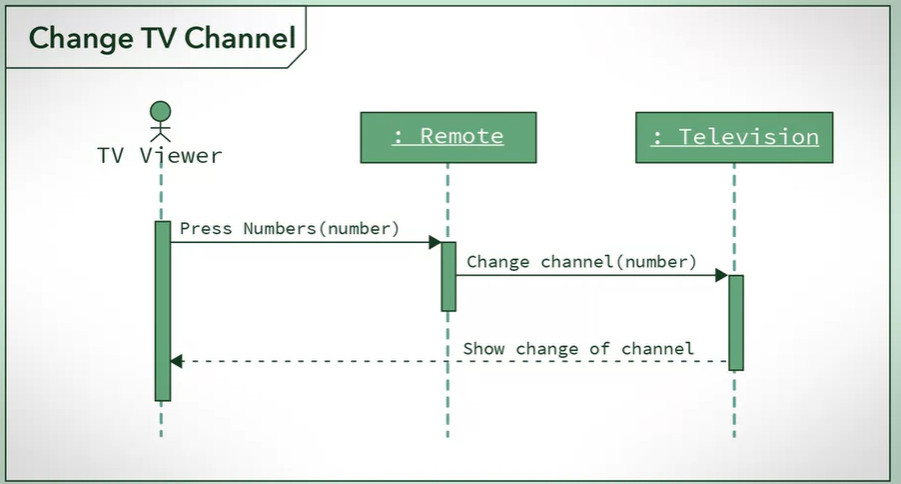 Change TV Channel
TV Viewer
: Remote
: Television
Press Numbers(number)
Change channel(number)
Show change of channel